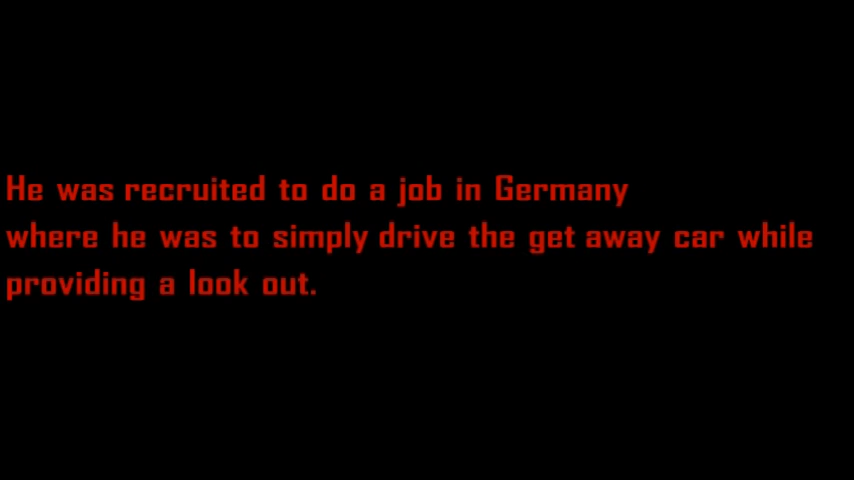 He was recruited to do a job in Germany
where he was to simply drive the get away car while
providing a look out.